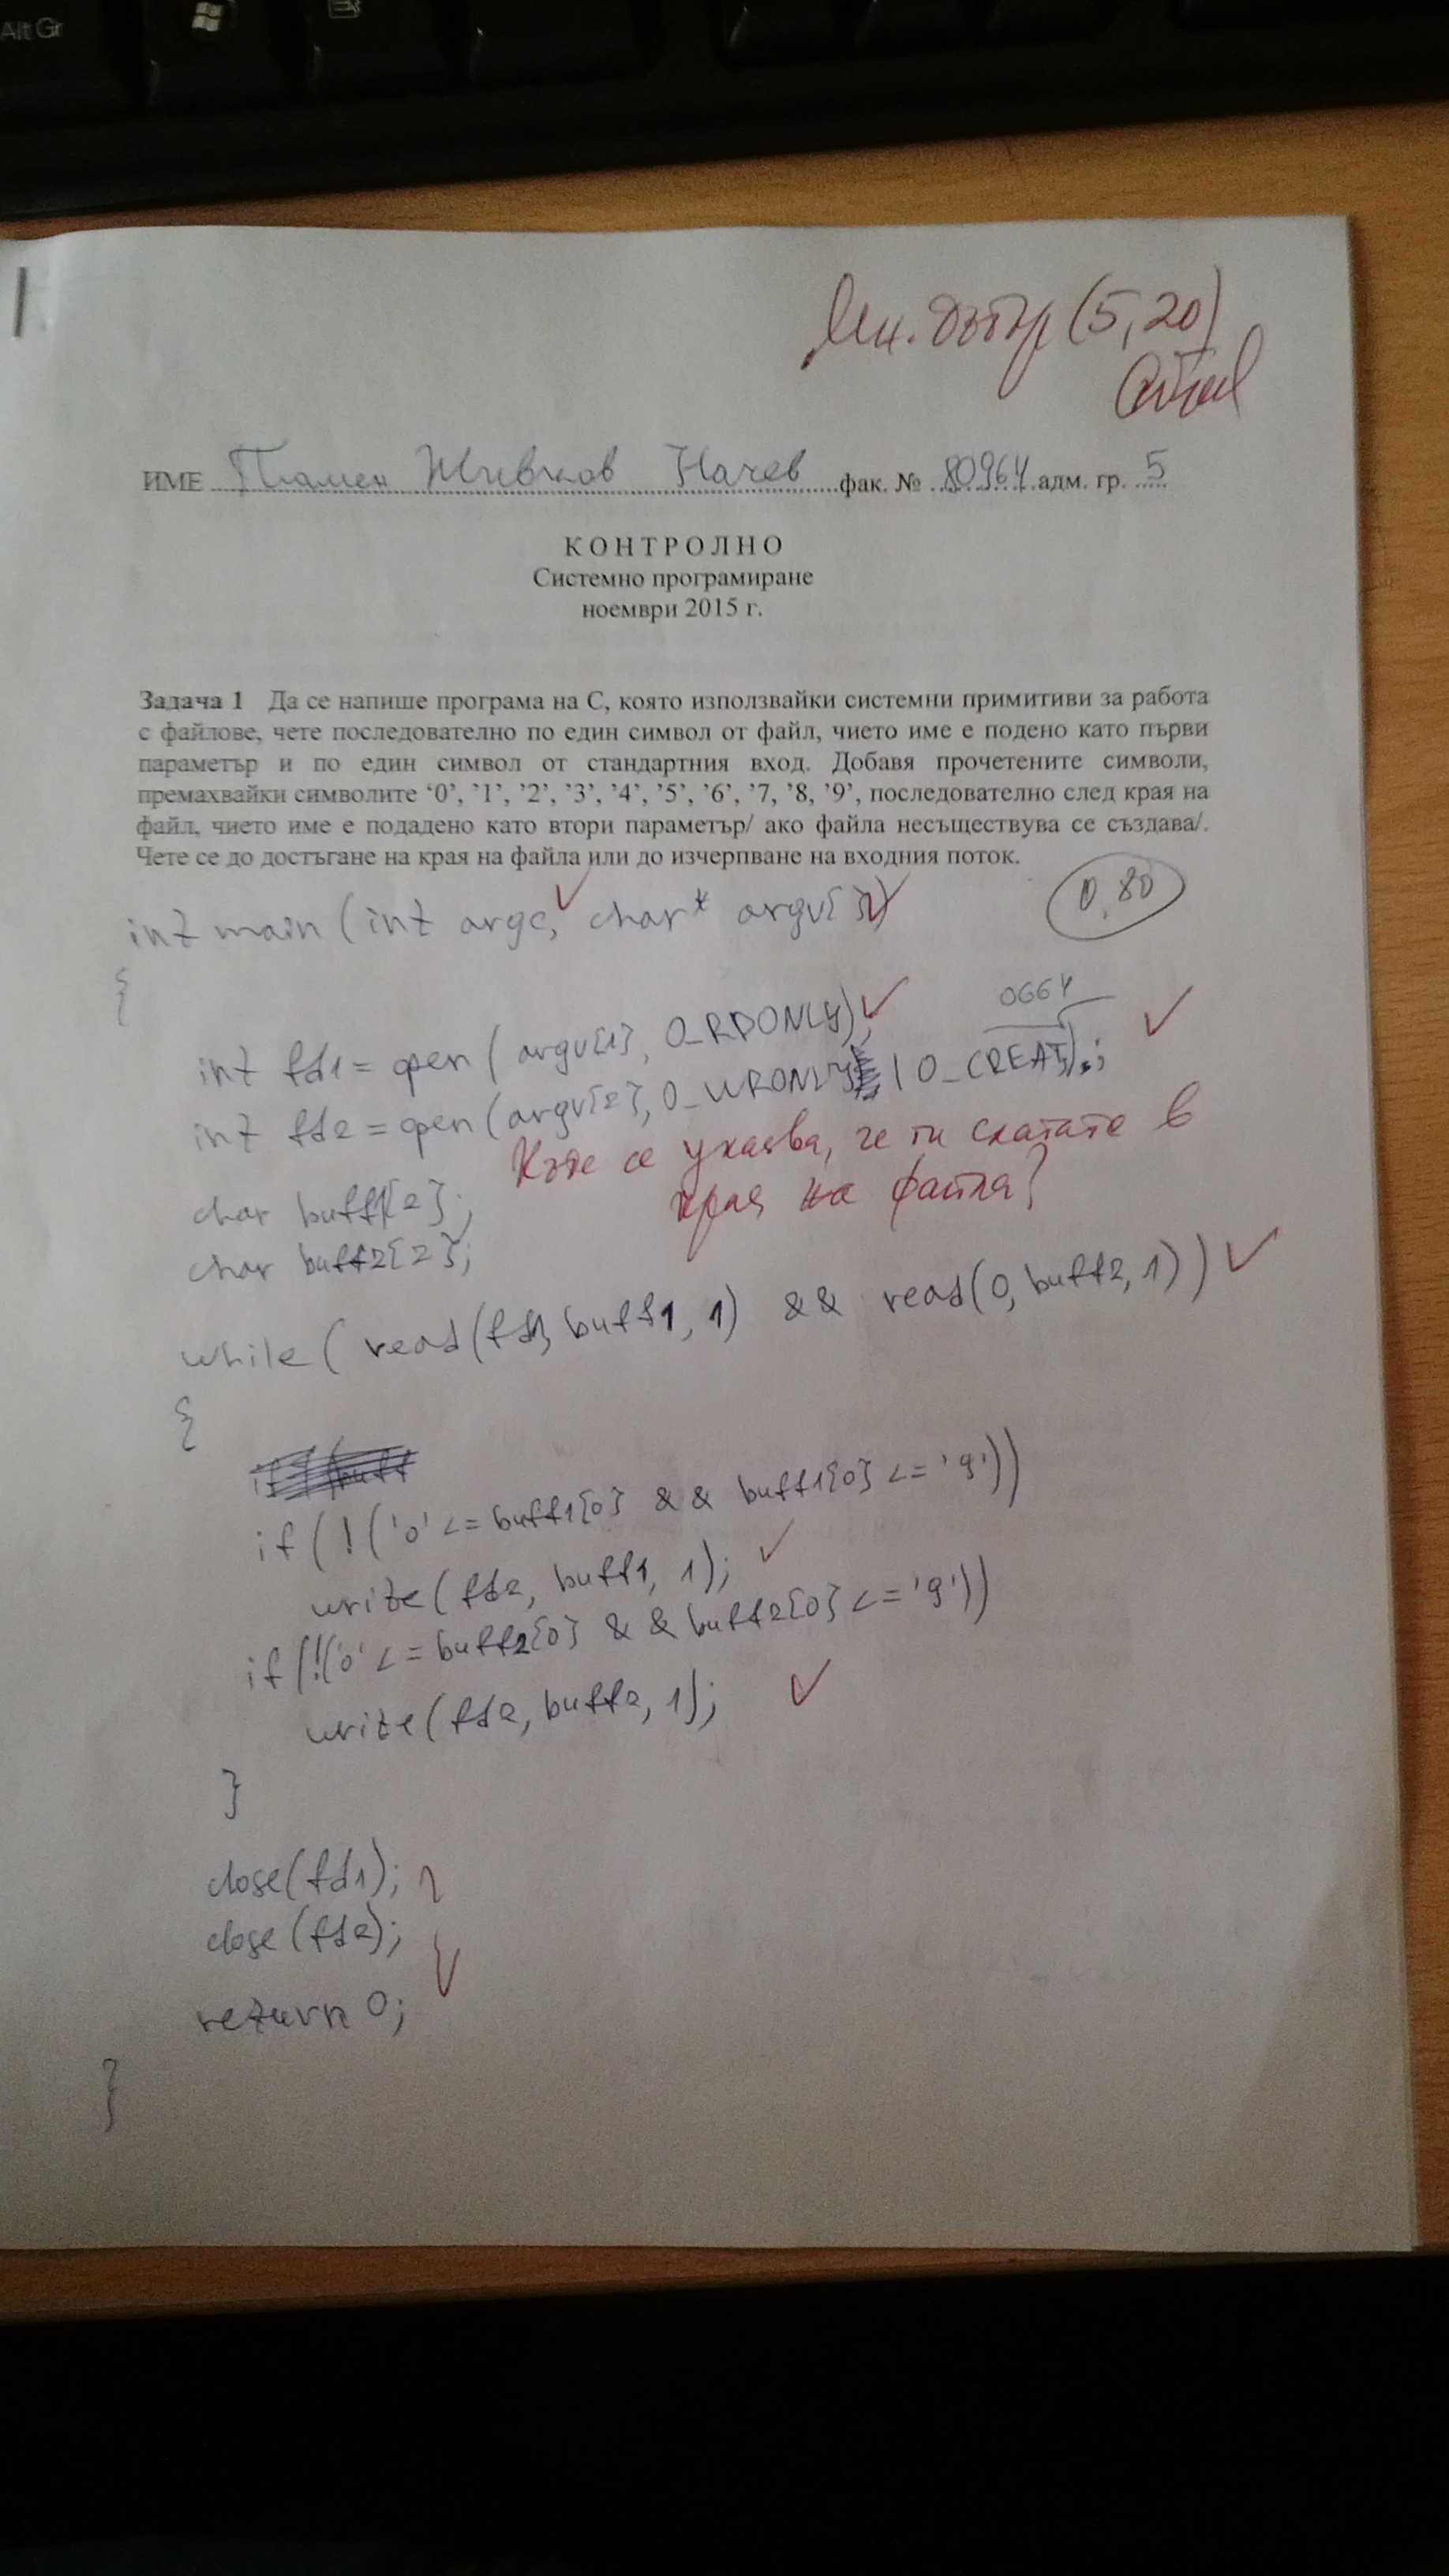 Alt Gr
Мн. добър (5,20)
ИМЕ Пламен Живков Начев фак. № 80964 адм. гр. 5
КОНТРОЛНО
Системно програмиране
ноември 2015 г.
Задача 1 Да се напише програма на С, която използвайки системни примитиви за работа
с файлове, чете последователно по един символ от файл, чието име е подено като първи
параметър и по един символ от стандартния вход. Добавя прочетените символи,
премахвайки символите ‘0’, ’1’, ’2’, ’3’, ’4’, ’5’, ’6’, ’7, ’8, ’9’, последователно след края на
файл, чието име е подадено като втори параметър/ ако файла несъществува се създава/.
Чете се до достъгане на края на файла или до изчерпване на входния поток.
0,80
int main (int argc, char* argv[])
{
int fd1 = open ( argv[1], O_RDONLY);
0664
int fd2 = open (argv[2], O_WRONLY | O_CREAT);
Къде се указва, че ги слагате в
края на файла?
char buff1[2];
char buff2[2];
while ( read (fd1, buff1, 1) && read(0, buff2, 1))
{
if ( ! ('0' <= buff1[0] && buff1[0] <= '9'))
write (fd2, buff1, 1);
if (!('0' <= buff2[0] && buff2[0] <= '9'))
write (fd2, buff2, 1);
}
close(fd1);
close (fd2);
return 0;
}